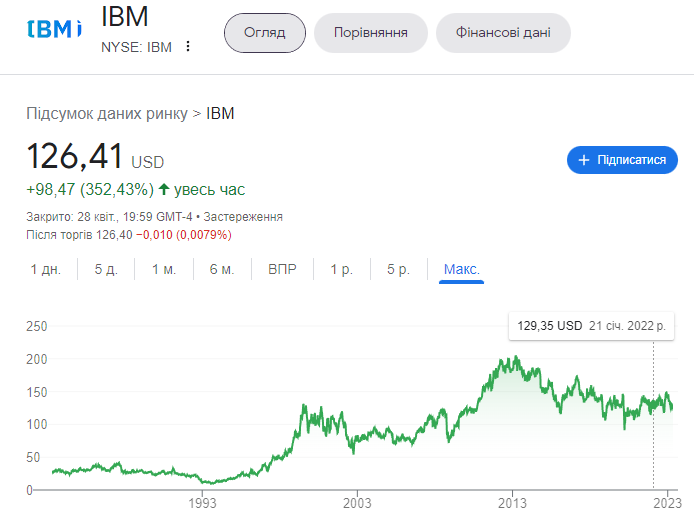 IBM
IBM
NYSE: IBM
Огляд
Порівняння
Фінансові дані
Підсумок даних ринку > IBM
126,41 USD
+98,47 (352,43%) увесь час
Підписатися
Закрито: 28 квіт., 19:59 GMT-4 • Застереження
Після торгів 126,40 −0,010 (0,0079%)
1 дн.
5 д.
1 м.
6 м.
ВПР
1 р.
5 р.
Макс.
129,35 USD 21 січ. 2022 р.
250
200
150
100
50
0
1993
2003
2013
2023